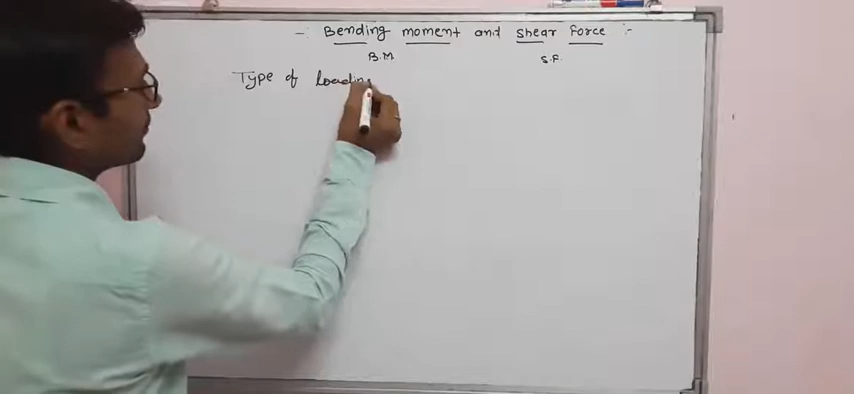 -: Bending moment and Shear Force :-
B.M S.F.
Type of loading